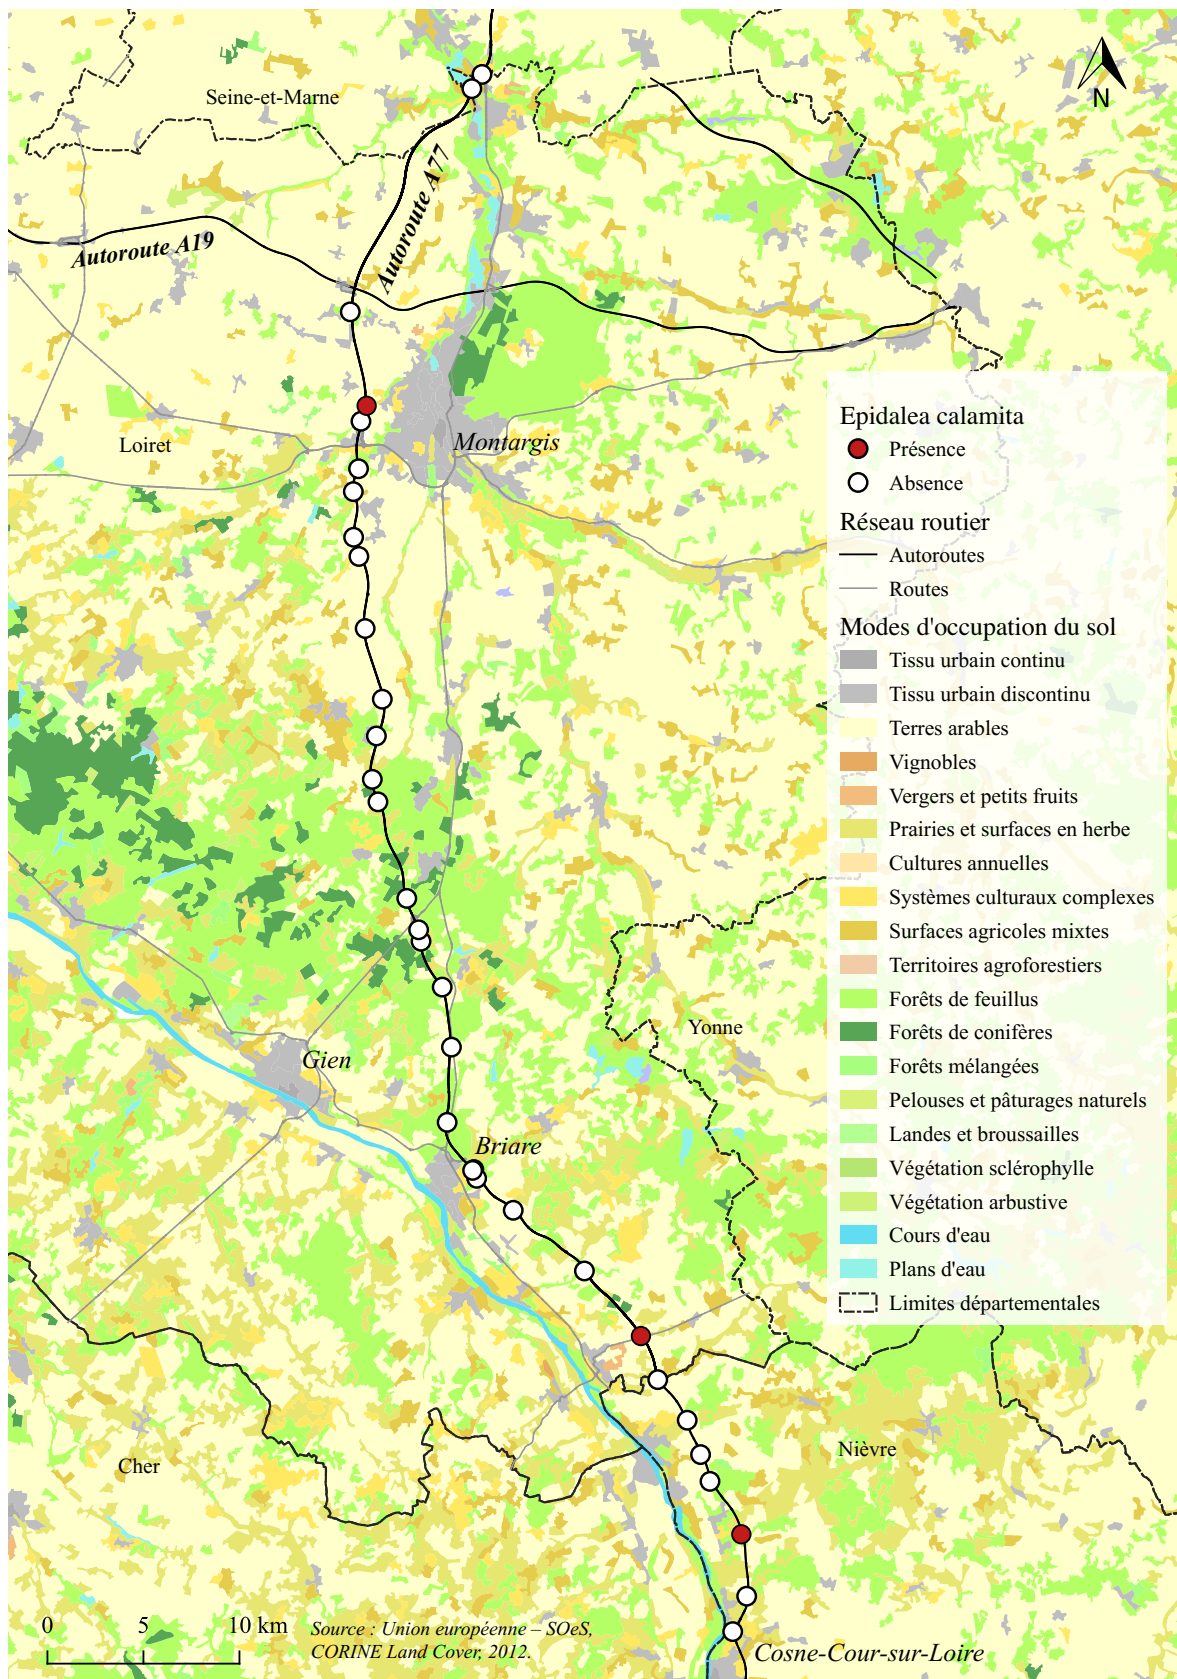 Seine-et-Marne
N
Autoroute A77
Autoroute A19
Loiret
Montargis
Epidalea calamita
Présence
Absence
Réseau routier
Autoroutes
Routes
Modes d'occupation du sol
Tissu urbain continu
Tissu urbain discontinu
Terres arables
Vignobles
Vergers et petits fruits
Prairies et surfaces en herbe
Cultures annuelles
Systèmes culturaux complexes
Surfaces agricoles mixtes
Territoires agroforestiers
Forêts de feuillus
Forêts de conifères
Forêts mélangées
Pelouses et pâturages naturels
Landes et broussailles
Végétation sclérophylle
Végétation arbustive
Cours d'eau
Plans d'eau
Limites départementales
Yonne
Gien
Briare
Nièvre
Cher
0 5 10 km
Source : Union européenne – SOeS,
CORINE Land Cover, 2012.
Cosne-Cour-sur-Loire